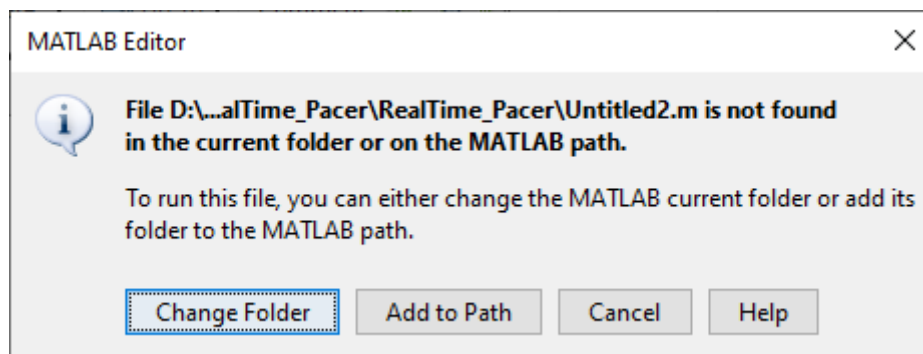 MATLAB Editor
File D:\...alTime_Pacer\RealTime_Pacer\Untitled2.m is not found
in the current folder or on the MATLAB path.
To run this file, you can either change the MATLAB current folder or add its
folder to the MATLAB path.
Change Folder
Add to Path
Cancel
Help